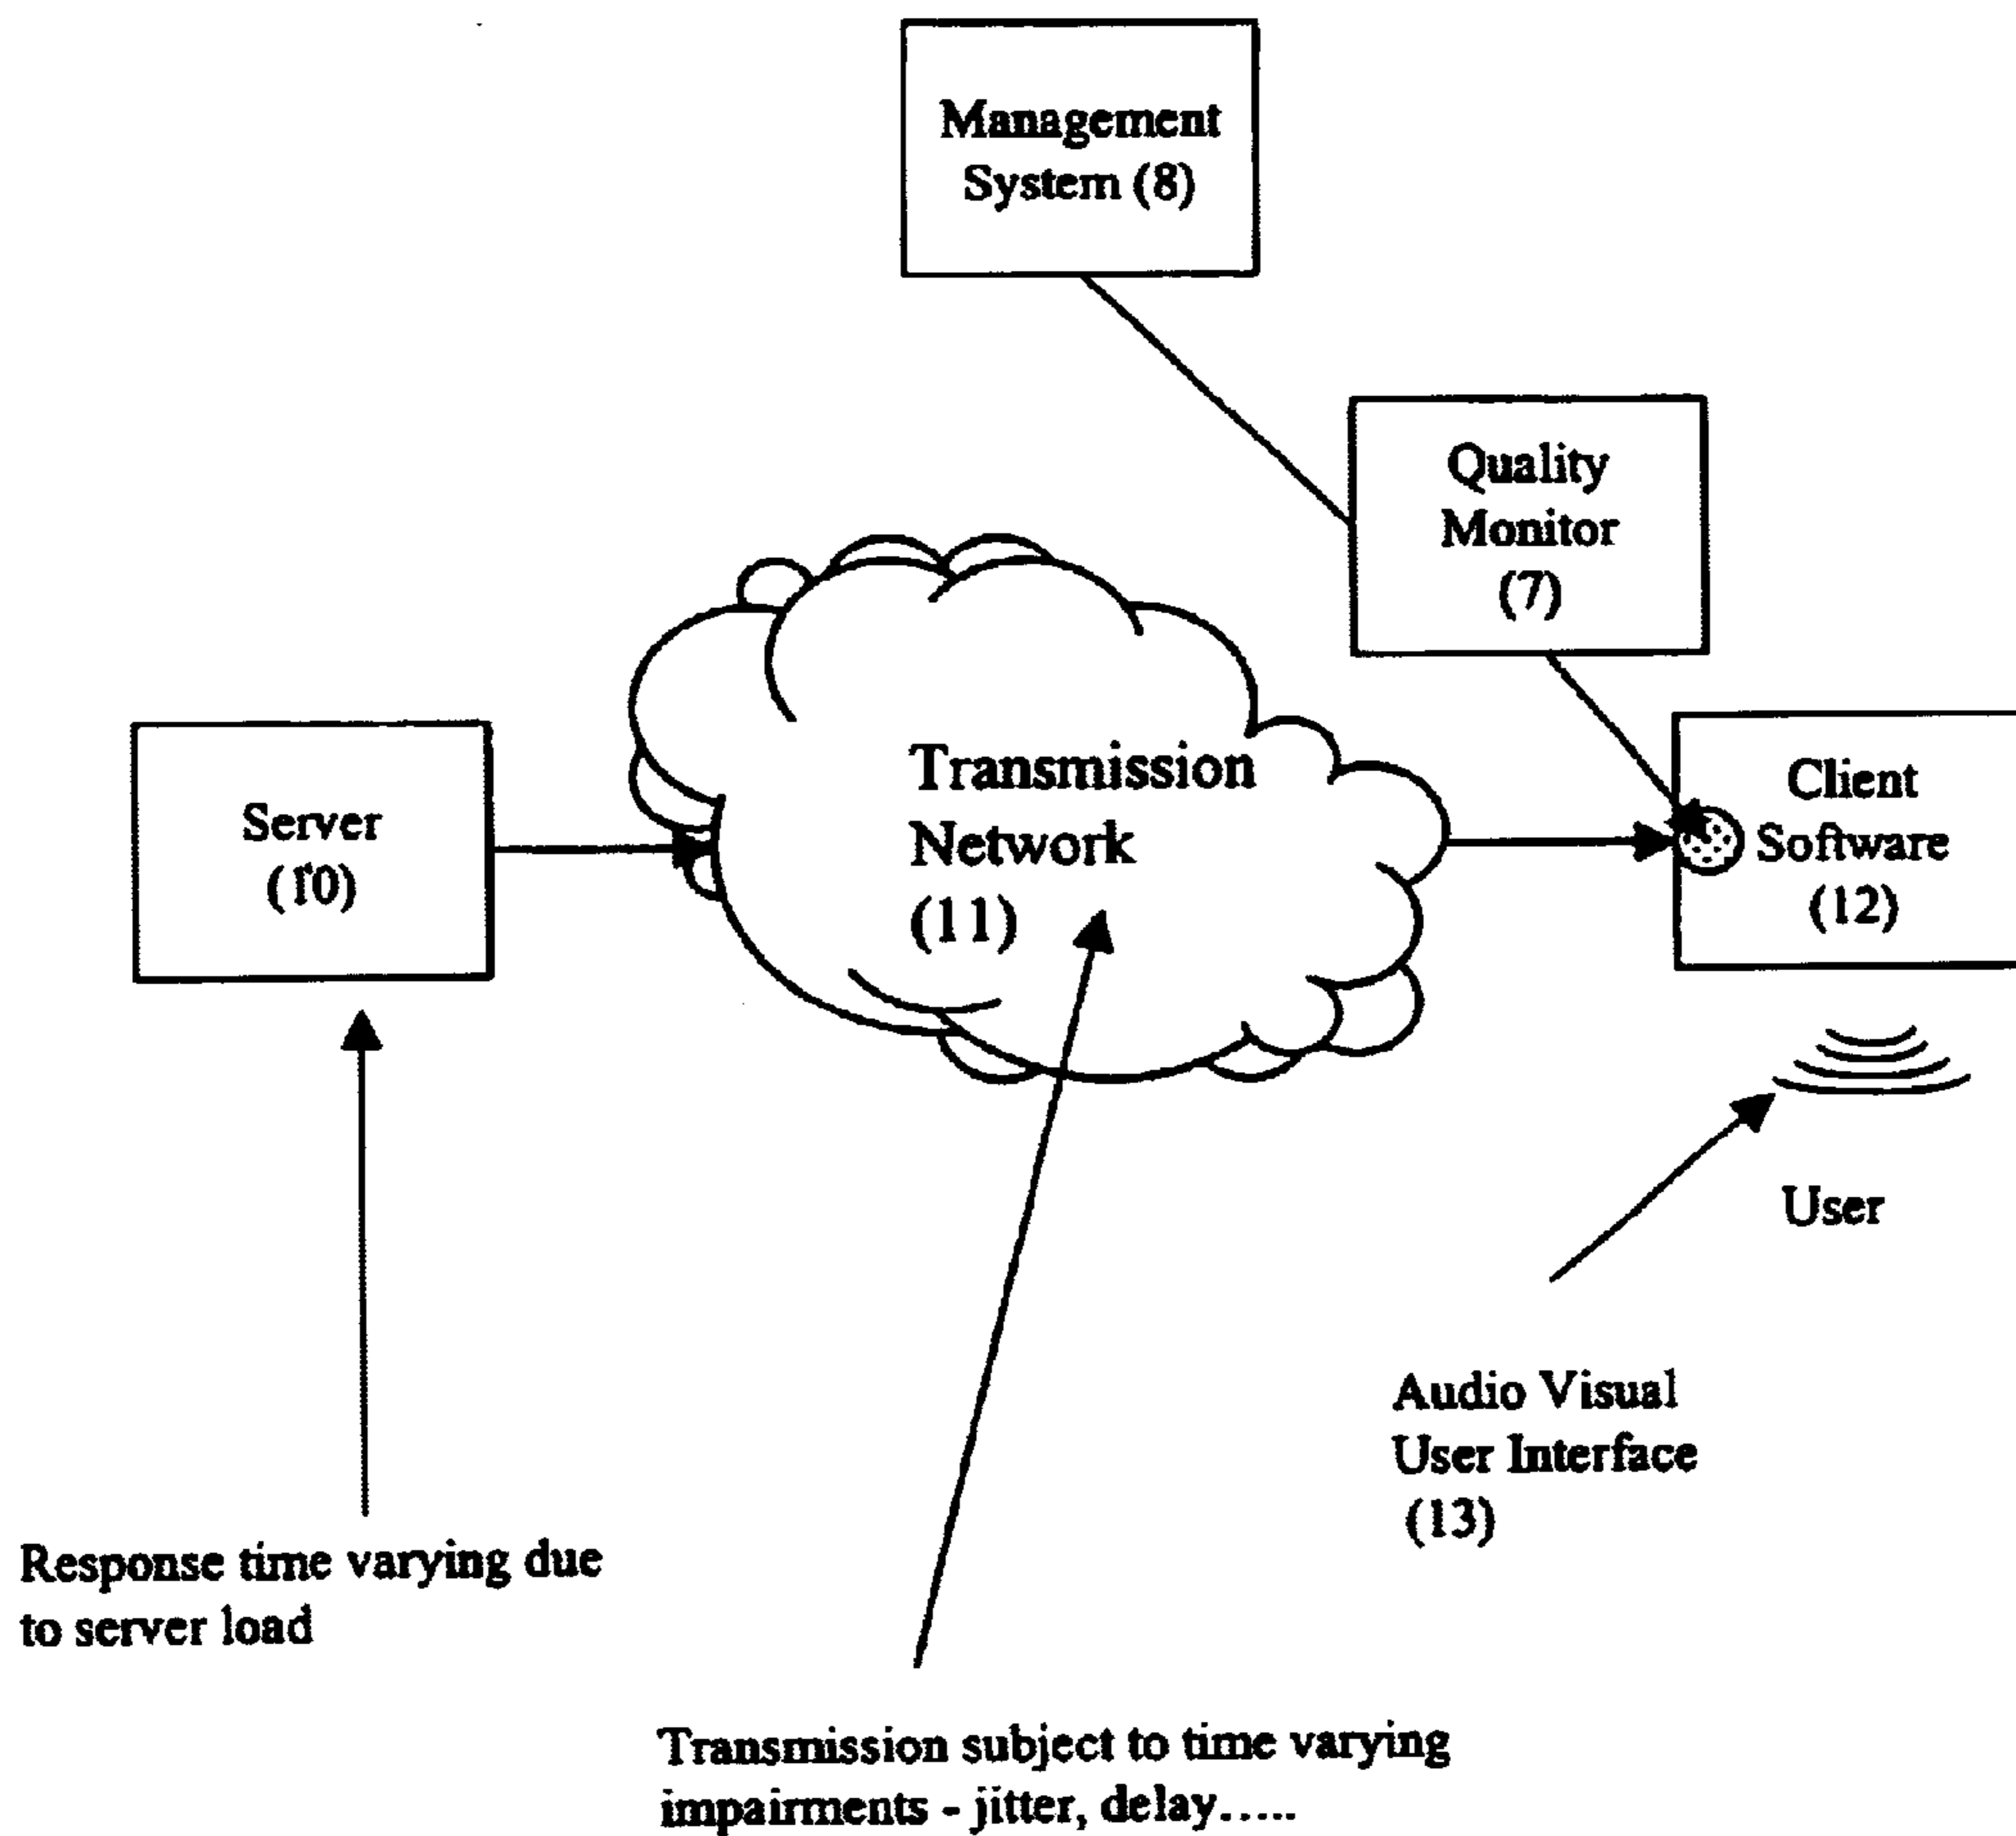 Management
System (8)
Quality
Monitor
(7)
Server
(10)
Transmission
Network
(11)
Client
Software
(12)
User
Audio Visual
User Interface
(13)
Response time varying due
to server load
Transmission subject to time varying
impairments - jitter, delay.....